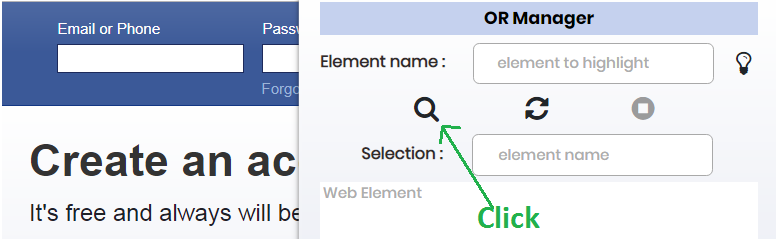 Email or Phone
Passw
Forgo
Create an ac
It's free and always will be
OR Manager
Element name :
element to highlight
Selection :
element name
Web Element
Click